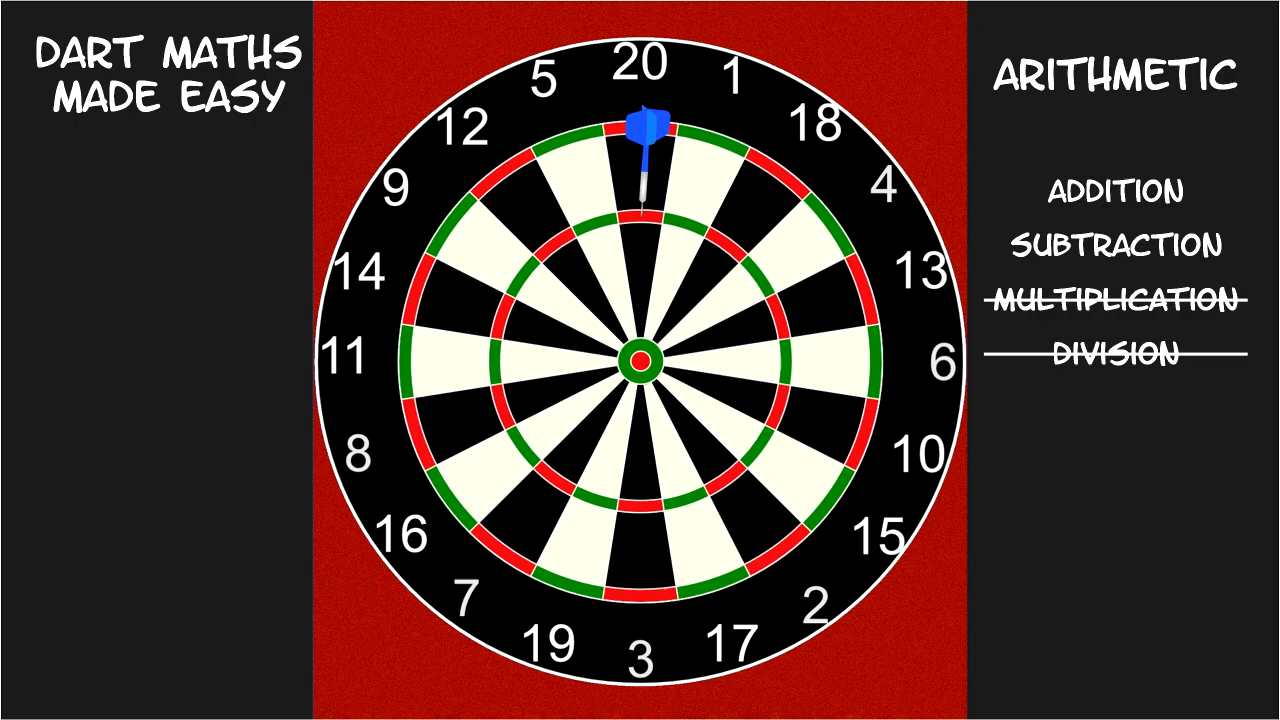 DART MATHS
MADE EASY
20
5
1
12
18
9
4
14
13
11
6
8
10
16
15
7
2
19
17
3
ARITHMETIC
ADDITION
SUBTRACTION
MULTIPLICATION
DIVISION